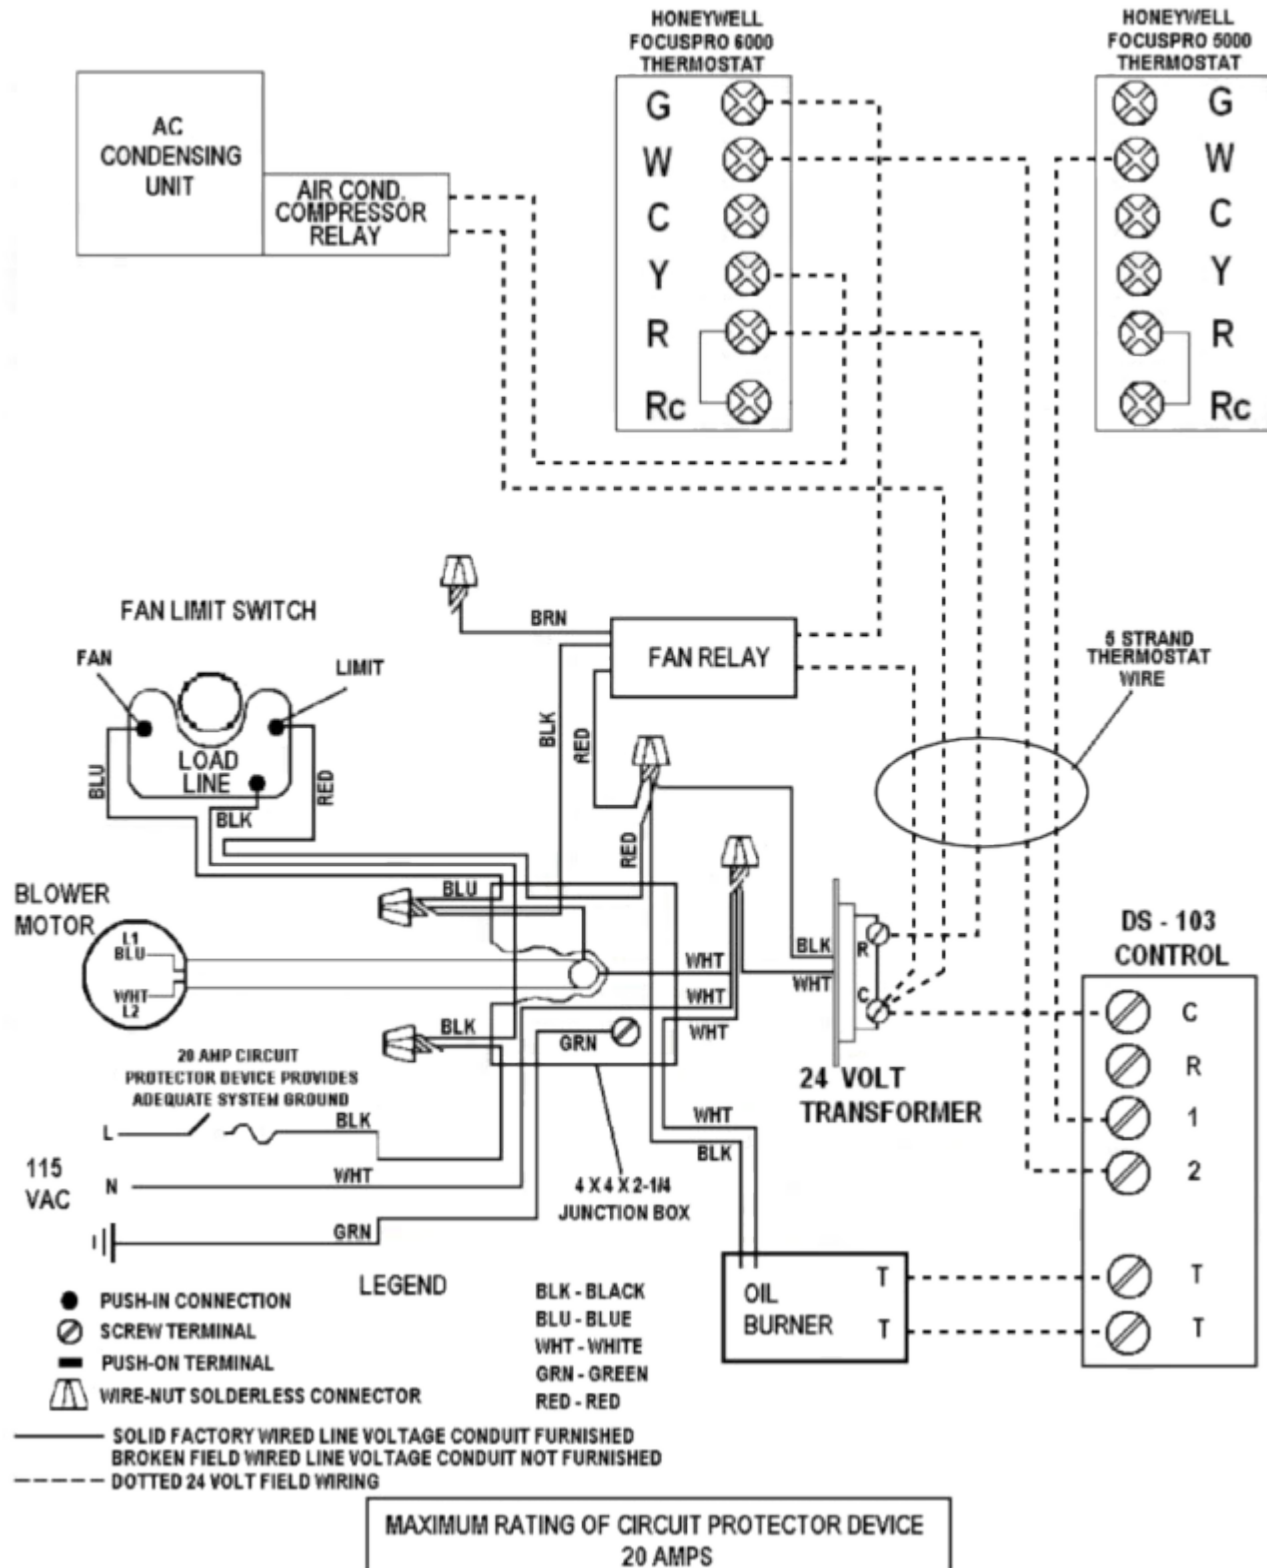 HONEYWELL
FOCUSPRO 6000
THERMOSTAT
G
W
C
Y
R
Rc
HONEYWELL
FOCUSPRO 5000
THERMOSTAT
G
W
C
Y
R
Rc
AC
CONDENSING
UNIT
AIR COND.
COMPRESSOR
RELAY
FAN LIMIT SWITCH
FAN
LIMIT
LOAD
LINE
BLU
BLK
RED
BRN
FAN RELAY
BLK
RED
5 STRAND
THERMOSTAT
WIRE
RED
BLU
BLOWER
MOTOR
L1
BLU
WHT
L2
WHT
WHT
WHT
BLK
WHT
R
C
BLK
GRN
24 VOLT
TRANSFORMER
DS - 103
CONTROL
C
R
1
2
T
T
20 AMP CIRCUIT
PROTECTOR DEVICE PROVIDES
ADEQUATE SYSTEM GROUND
L
BLK
115
VAC
N
WHT
GRN
WHT
BLK
4 X 4 X 2-1/4
JUNCTION BOX
OIL
BURNER
T
T
LEGEND
PUSH-IN CONNECTION
SCREW TERMINAL
PUSH-ON TERMINAL
WIRE-NUT SOLDERLESS CONNECTOR
BLK - BLACK
BLU - BLUE
WHT - WHITE
GRN - GREEN
RED - RED
SOLID FACTORY WIRED LINE VOLTAGE CONDUIT FURNISHED
BROKEN FIELD WIRED LINE VOLTAGE CONDUIT NOT FURNISHED
DOTTED 24 VOLT FIELD WIRING
MAXIMUM RATING OF CIRCUIT PROTECTOR DEVICE
20 AMPS